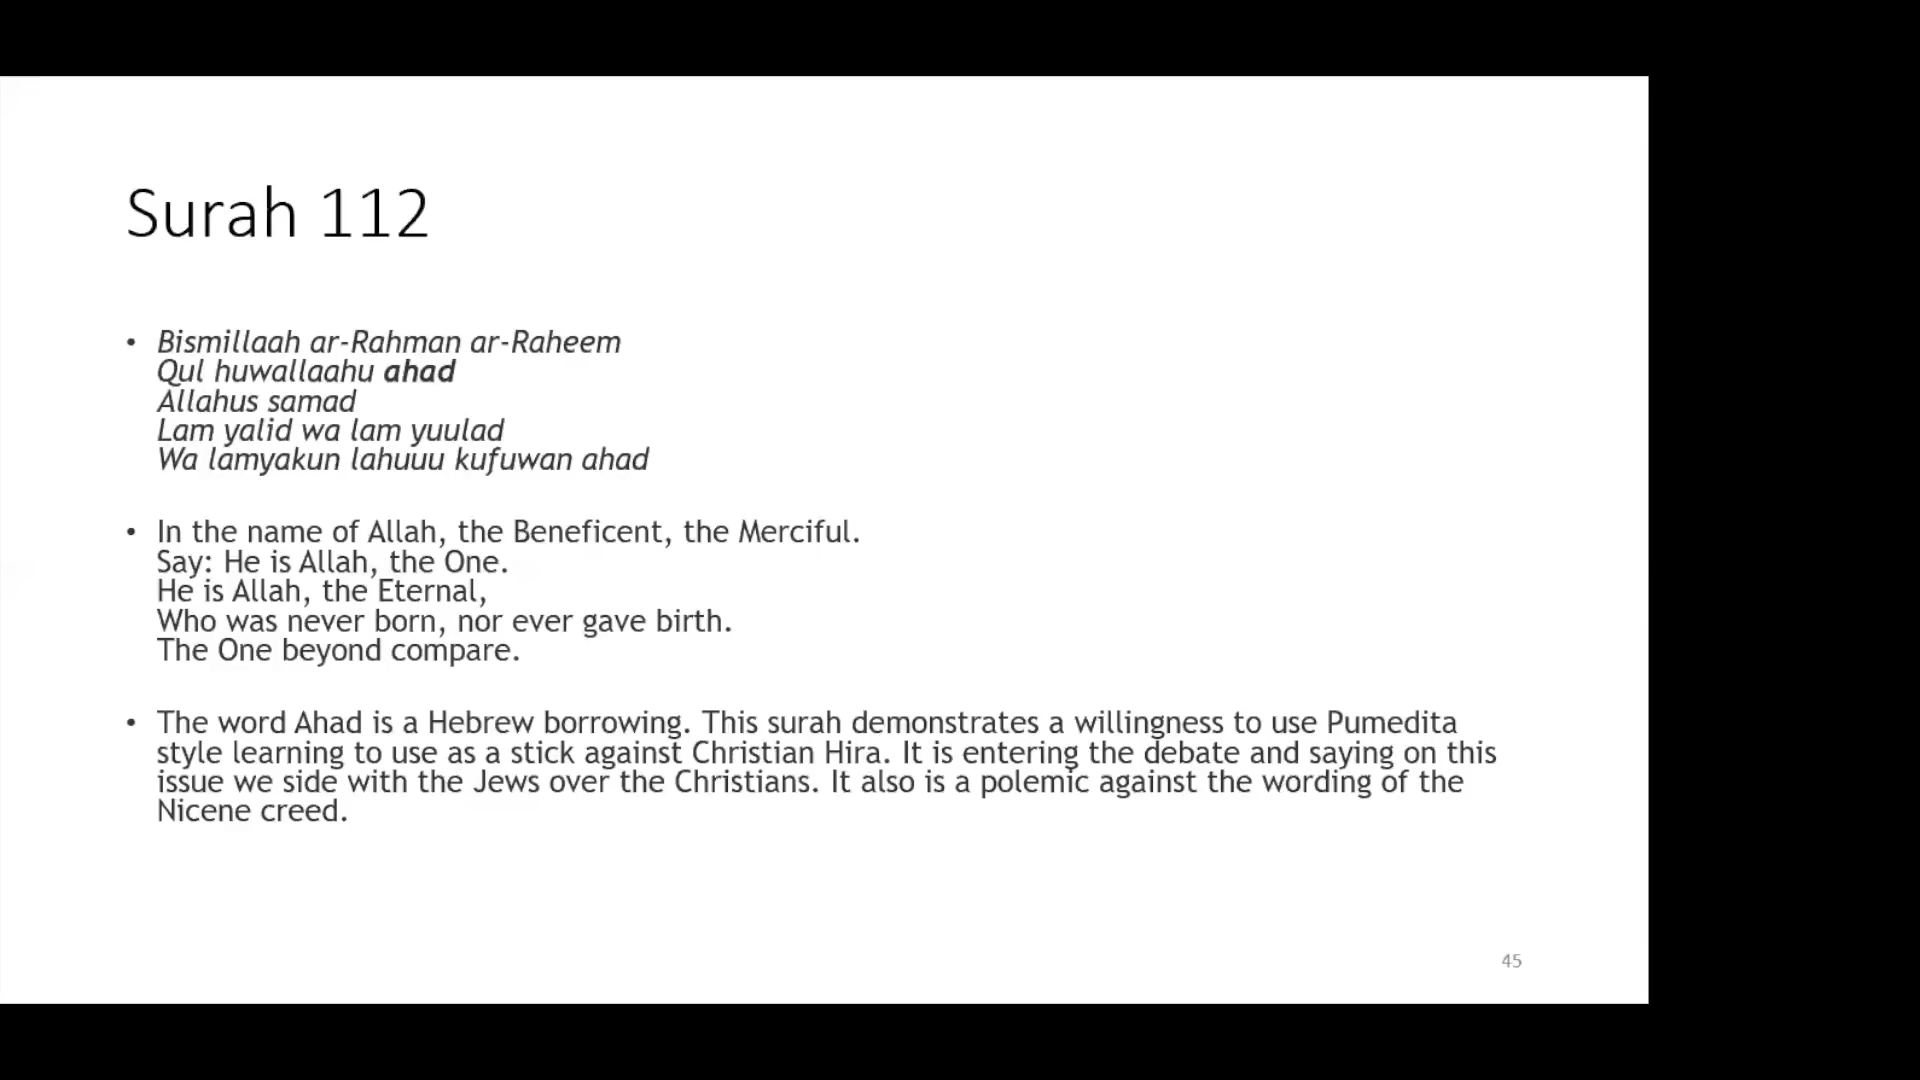 Surah 112
• Bismillaah ar-Rahman ar-Raheem
Qul huwallaahu ahad
Allahus samad
Lam yalid wa lam yuulad
Wa lamyakun lahuuu kufuwan ahad
• In the name of Allah, the Beneficent, the Merciful.
Say: He is Allah, the One.
He is Allah, the Eternal,
Who was never born, nor ever gave birth.
The One beyond compare.
• The word Ahad is a Hebrew borrowing. This surah demonstrates a willingness to use Pumedita
style learning to use as a stick against Christian Hira. It is entering the debate and saying on this
issue we side with the Jews over the Christians. It also is a polemic against the wording of the
Nicene creed.
45